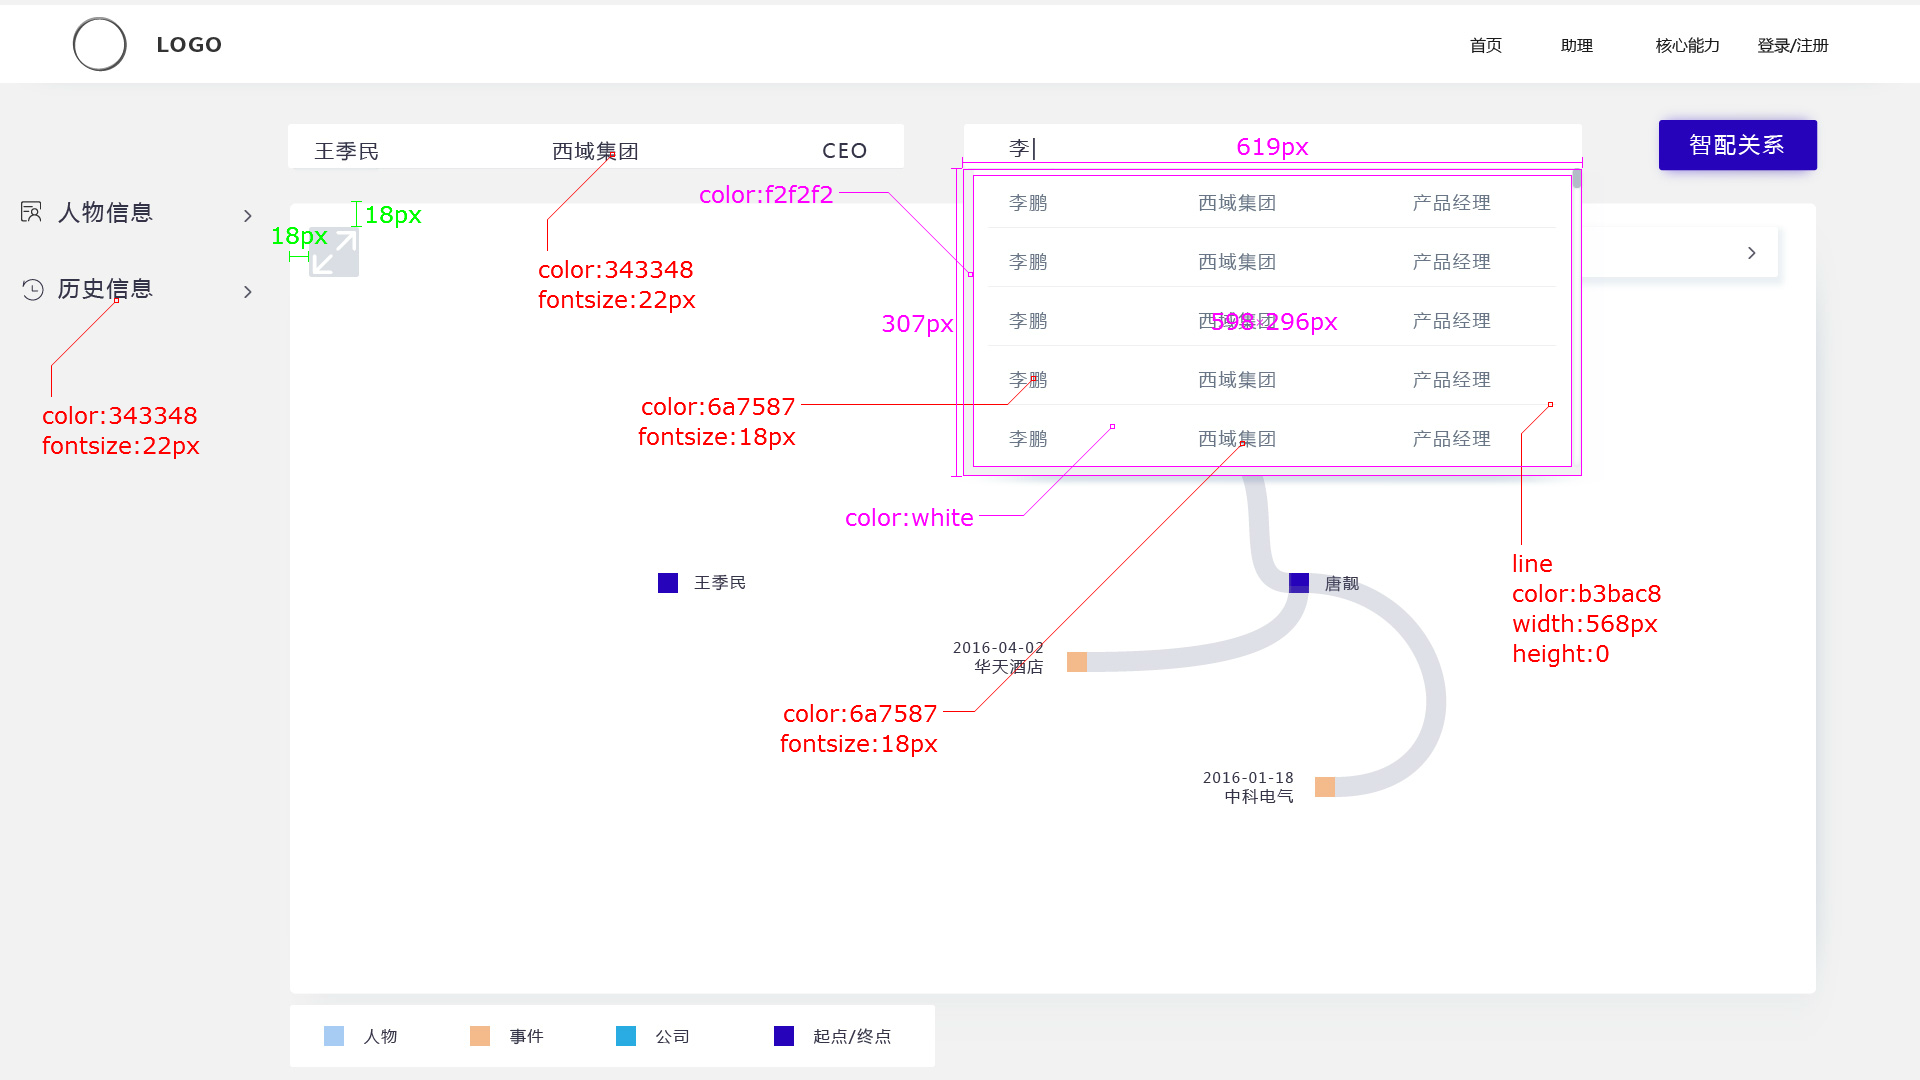 LOGO
首页
助理
核心能力
登录/注册
王季民
西域集团
CEO
李|
619px
智配关系
人物信息
历史信息
color:343348
fontsize:22px
18px
18px
color:343348
fontsize:22px
color:f2f2f2
李鹏 西域集团 产品经理
李鹏 西域集团 产品经理
李鹏 西域集团 产品经理
李鹏 西域集团 产品经理
李鹏 西域集团 产品经理
307px
598*296px
color:6a7587
fontsize:18px
color:white
line
color:b3bac8
width:568px
height:0
王季民
唐靓
2016-04-02
华天酒店
color:6a7587
fontsize:18px
2016-01-18
中科电气
人物
事件
公司
起点/终点